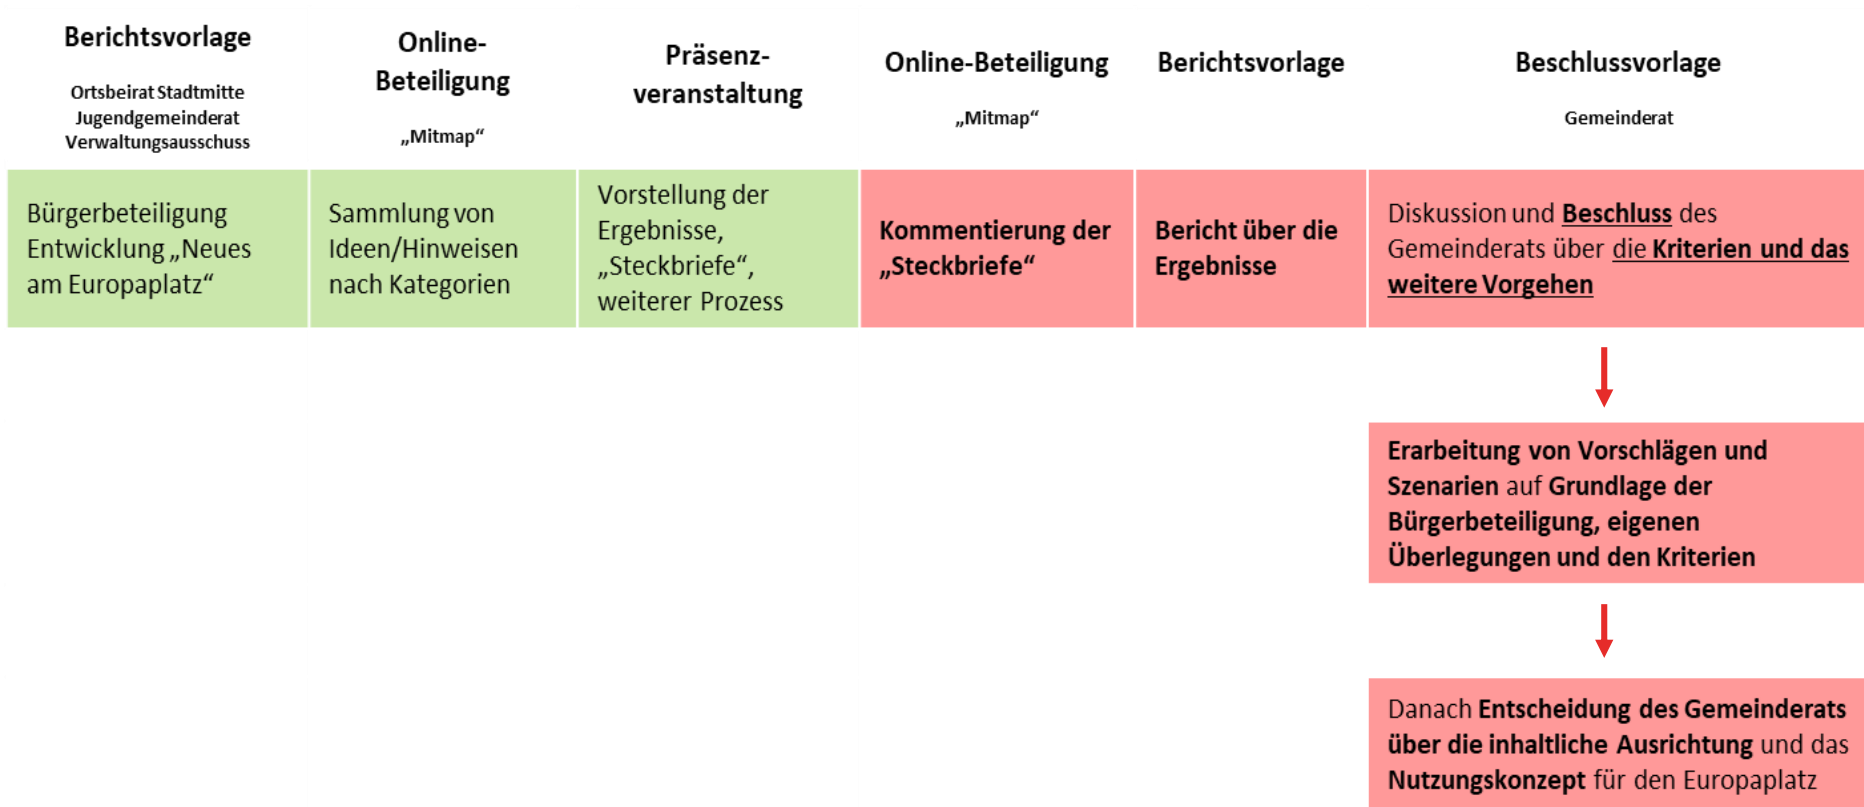 Berichtsvorlage
Ortsbeirat Stadtmitte
Jugendgemeinderat
Verwaltungsausschuss
Online-
Beteiligung
„Mitmap“
Präsenz-
veranstaltung
Online-Beteiligung
„Mitmap“
Berichtsvorlage
Beschlussvorlage
Gemeinderat
Bürgerbeteiligung
Entwicklung „Neues
am Europaplatz“
Sammlung von
Ideen/Hinweisen
nach Kategorien
Vorstellung der
Ergebnisse,
„Steckbriefe“,
weiterer Prozess
Kommentierung der
„Steckbriefe“
Bericht über die
Ergebnisse
Diskussion und Beschluss des
Gemeinderats über die Kriterien und das
weitere Vorgehen
Erarbeitung von Vorschlägen und
Szenarien auf Grundlage der
Bürgerbeteiligung, eigenen
Überlegungen und den Kriterien
Danach Entscheidung des Gemeinderats
über die inhaltliche Ausrichtung und das
Nutzungskonzept für den Europaplatz